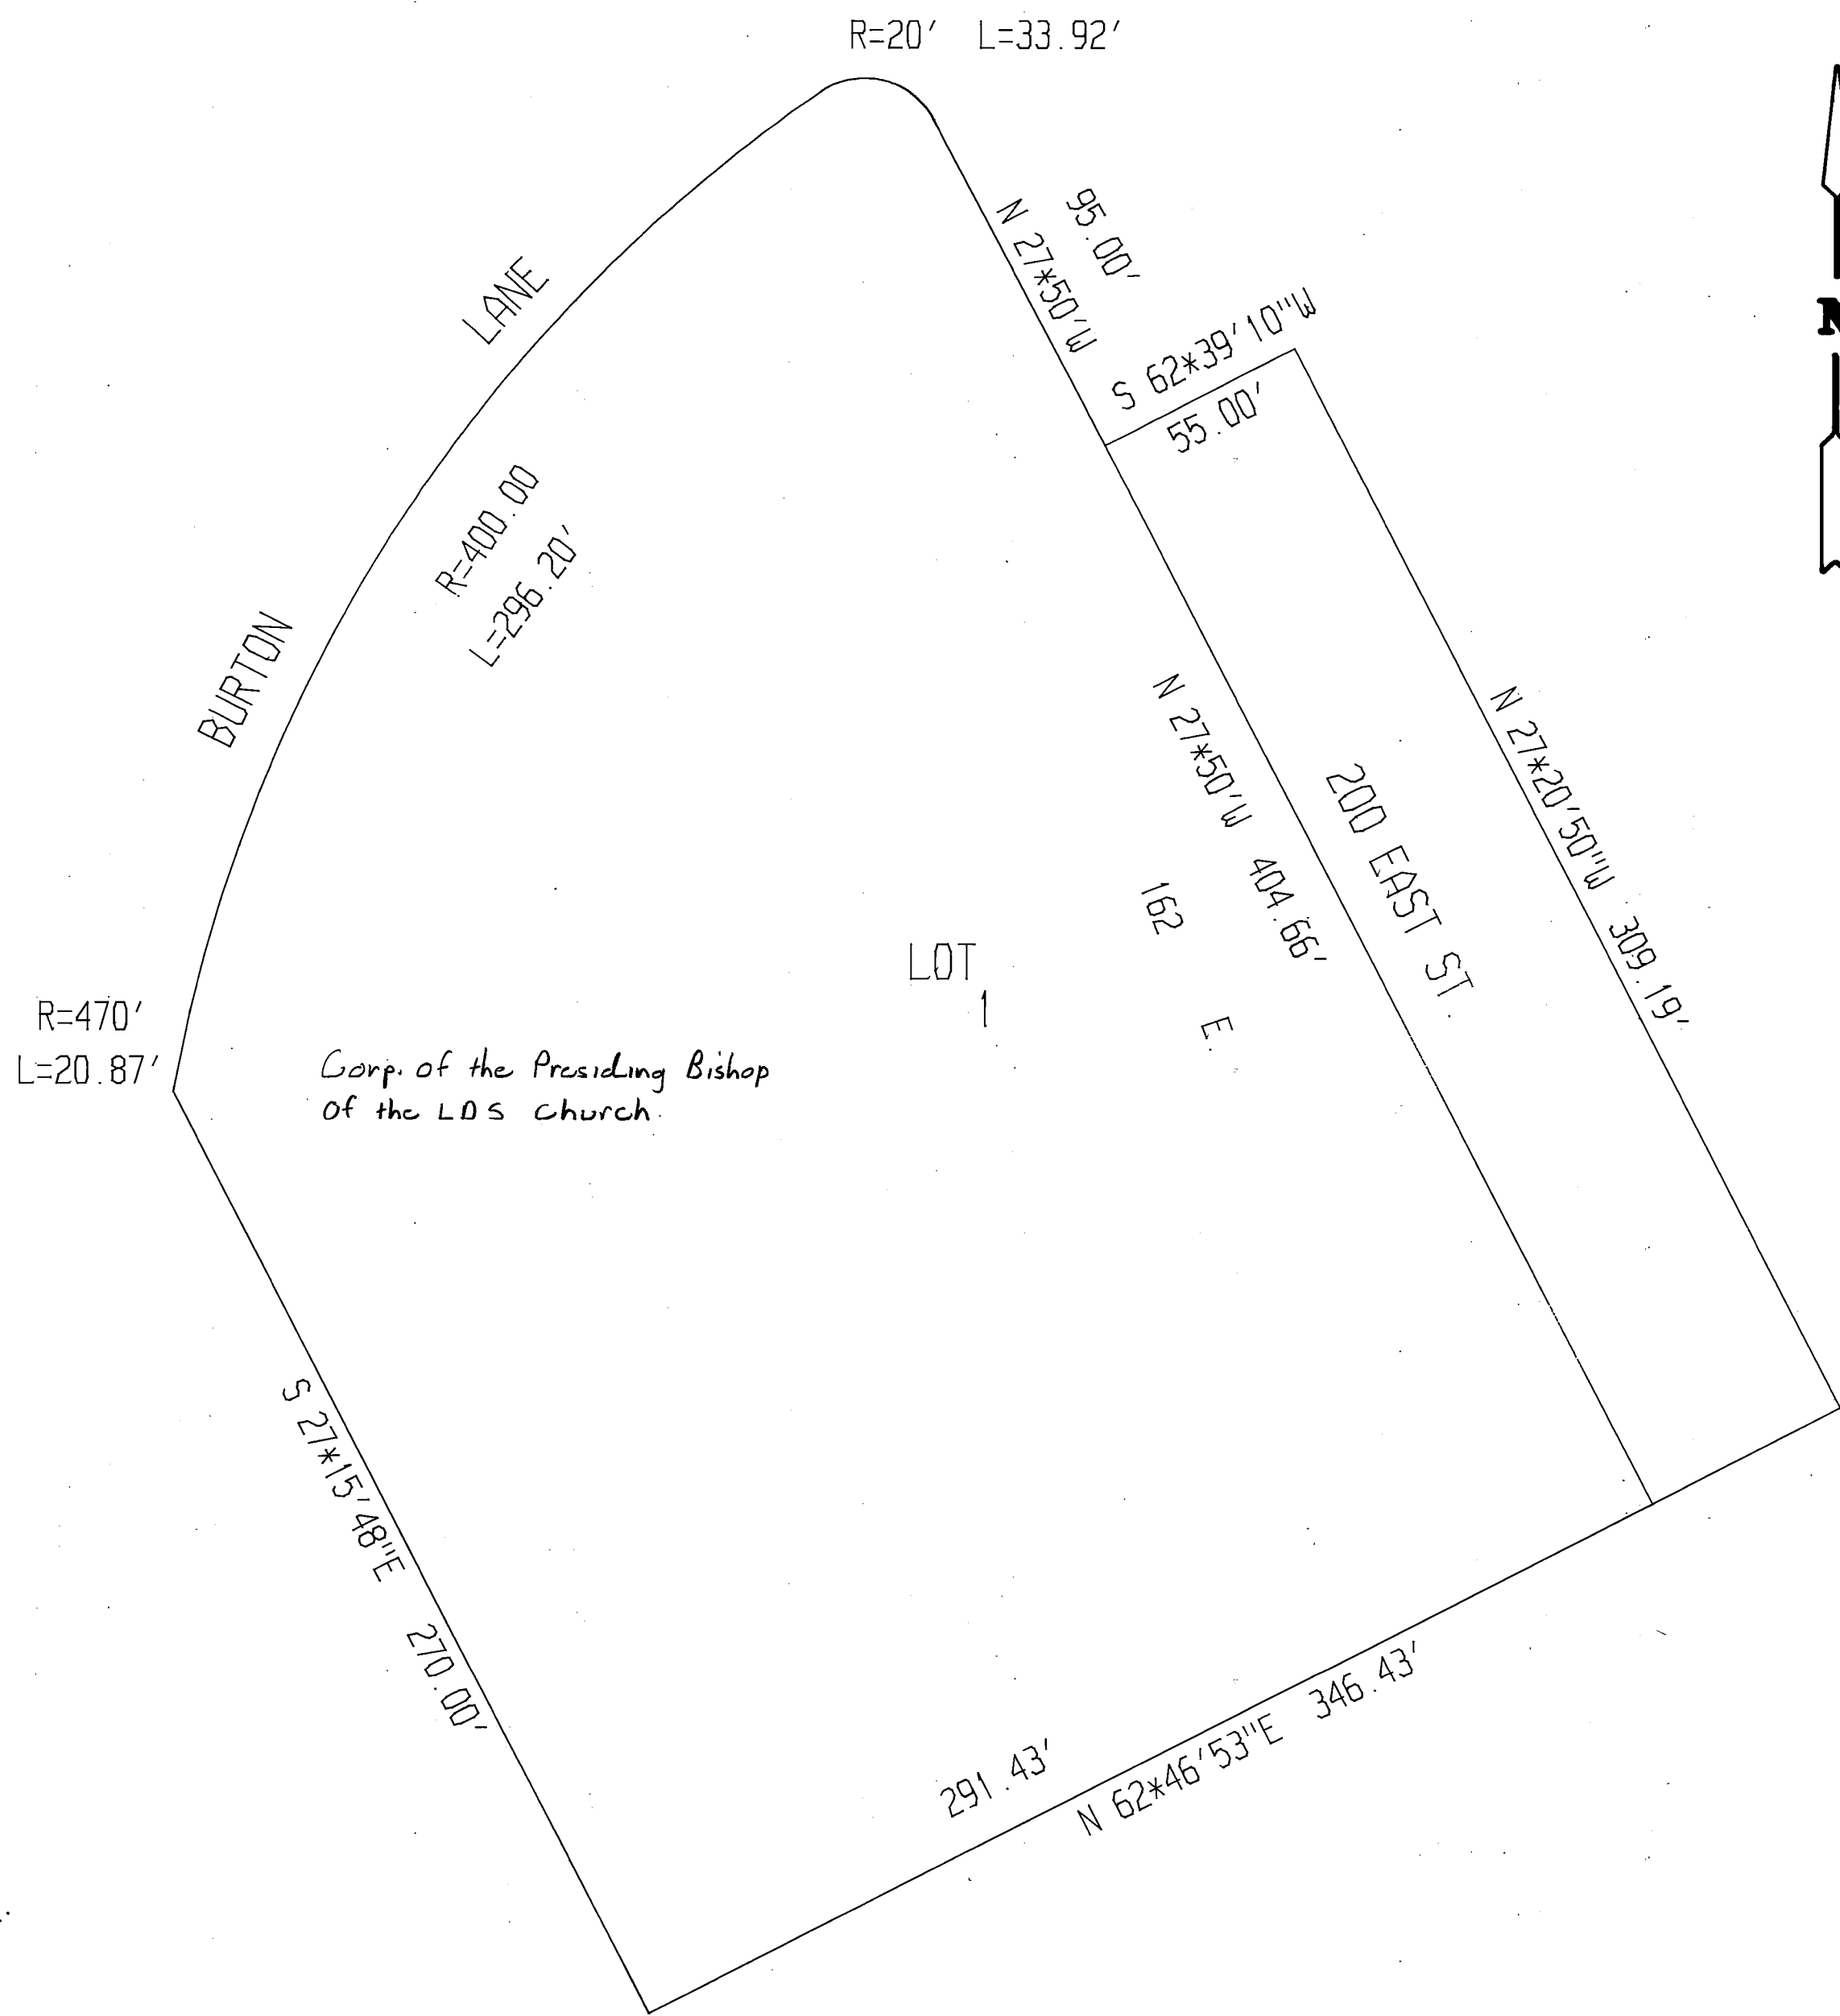 R=20' L=33.92'
N 27*50'W
95.00'
LANE
S 62*39'10"W
55.00'
N
R=400.00
L=296.20'
BURTON
N 27*50'W 404.66'
200 EAST ST.
N 27*20'50"W 309.19'
162 E.
LOT
1
R=470'
L=20.87'
Corp. of the Presiding Bishop
of the LDS Church.
S 27*15'48"E 270.00'
291.43'
N 62*46'53"E 346.43'